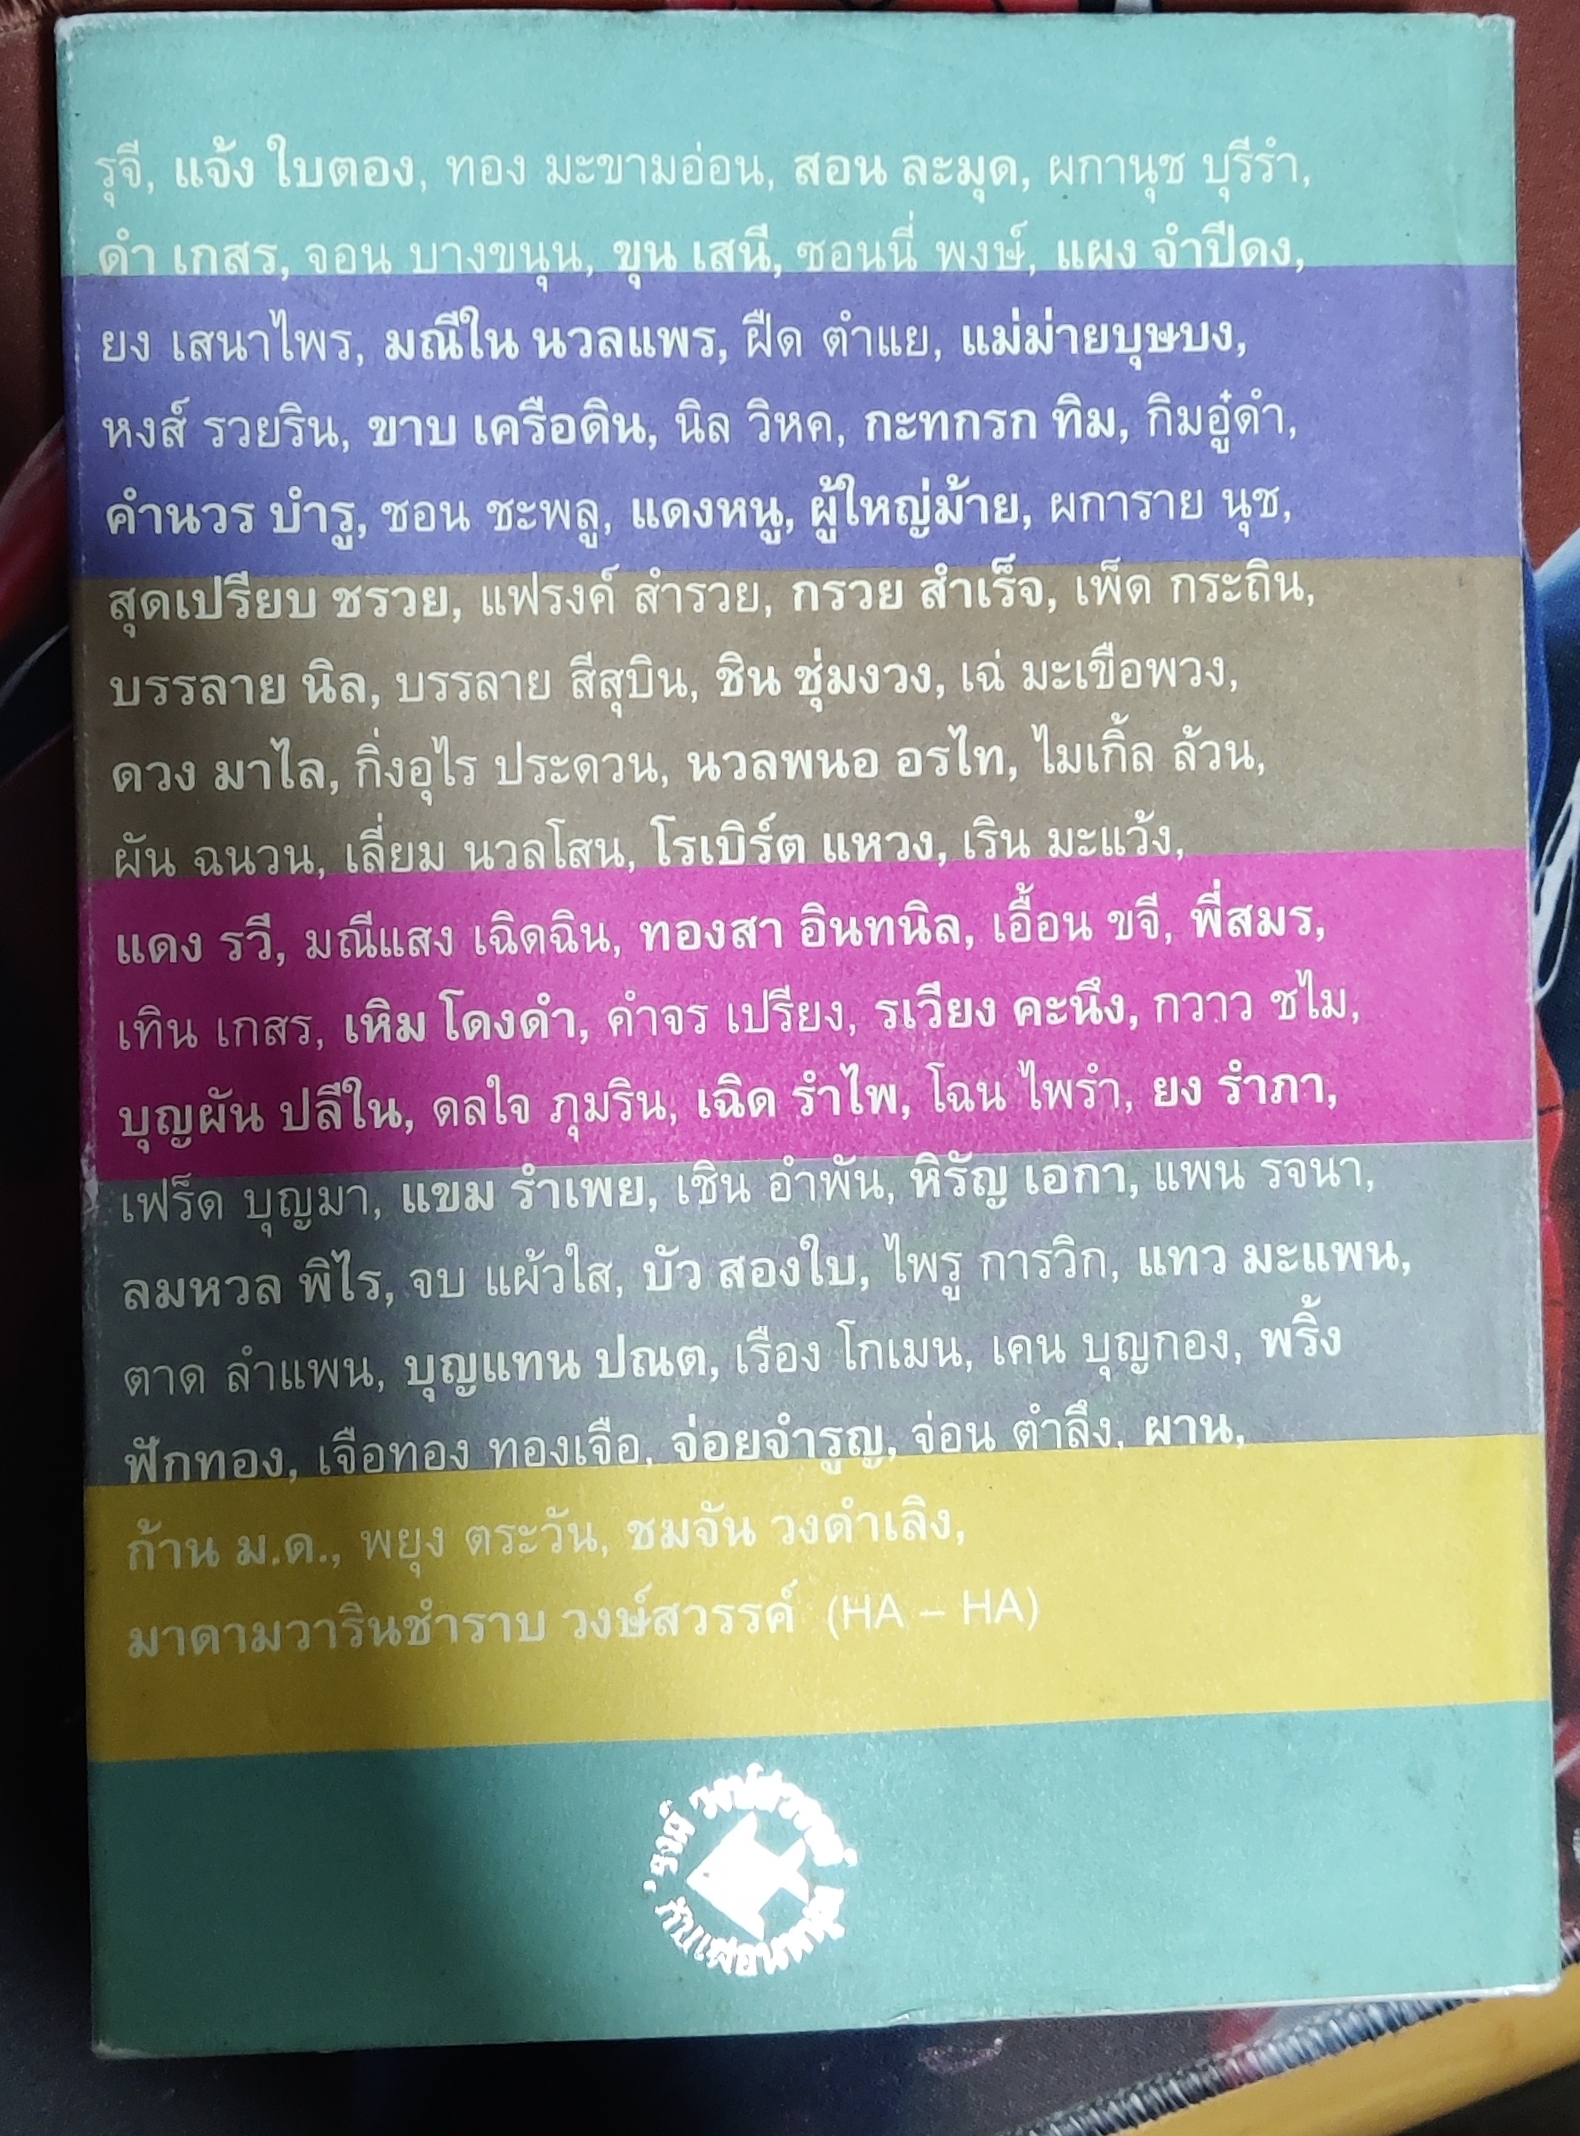 รุจี, แจ้ง ใบตอง, ทอง มะขามอ่อน, สอน ละมุด, ผกานุช บุรีรำ,
ดำ เกสร, จอน บางขนุน, ขุน เสนี, ซอนนี่ พงษ์, แผง จำปีดง,
ยง เสนาไพร, มณีใน นวลแพร, ฝืด ตำแย, แม่ม่ายบุษบง,
หงส์ รวยริน, ขาบ เครือดิน, นิล วิหค, กะทกรก ทิม, กิมอู๋ดำ,
คำนวร บำรู, ชอน ชะพลู, แดงหนู, ผู้ใหญ่ม้าย, ผการาย นุช,
สุดเปรียบ ชรวย, แฟรงค์ สำรวย, กรวย สำเร็จ, เพ็ด กระถิน,
บรรลาย นิล, บรรลาย สีสุบิน, ชิน ชุ่มงวง, เฉ่ มะเขือพวง,
ดวง มาไล, กิ่งอุไร ประดวน, นวลพนอ อรไท, ไมเกิ้ล ล้วน,
ผัน ฉนวน, เลี่ยม นวลโสน, โรเบิร์ต แหวง, เริน มะแว้ง,
แดง รวี, มณีแสง เฉิดฉิน, ทองสา อินทนิล, เอื้อน ขจี, พี่สมร,
เทิน เกสร, เหิม โดงดำ, คำจร เปรียง, รเวียง คะนึง, กวาว ชไม,
บุญผัน ปลีใน, ดลใจ ภุมริน, เฉิด รำไพ, โฉน ไพรำ, ยง รำภา,
เฟร็ด บุญมา, แขม รำเพย, เชิน อำพัน, หิรัญ เอกา, แพน รจนา,
ลมหวล พิไร, จบ แผ้วใส, บัว สองใบ, ไพรู การวิก, แทว มะแพน,
ตาด ลำแพน, บุญแทน ปณต, เรือง โกเมน, เคน บุญกอง, พริ้ง
ฟักทอง, เจือทอง ทองเจือ, จ่อยจำรูญ, จ่อน ตำลึง, ผาน,
ก้าน ม.ด., พยุง ตระวัน, ชมจัน วงดำเลิง,
มาดามวารินชำราบ วงษ์สวรรค์ (HA – HA)
'รงค์ วงษ์สวรรค์
กับเพื่อนหนุ่ม